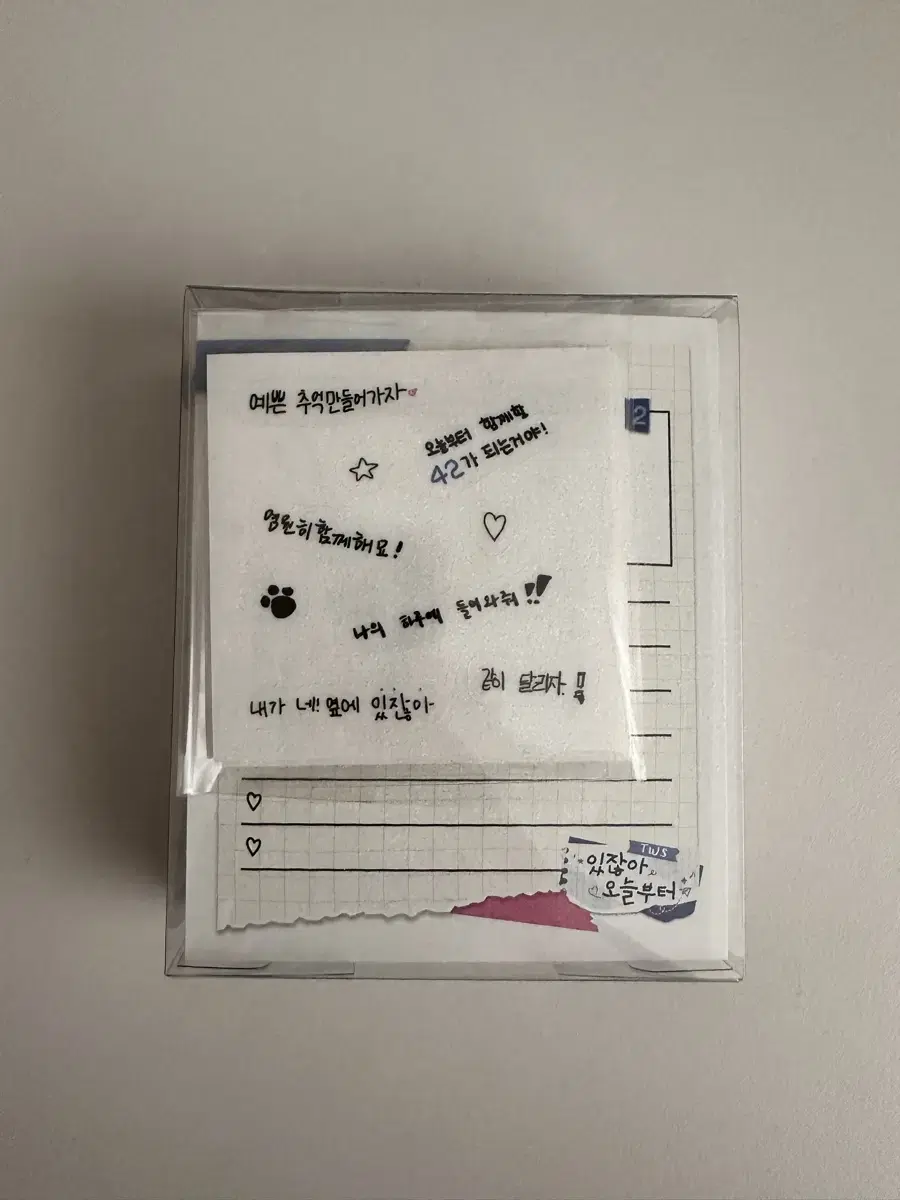 예쁜 추억만들어가자
오늘부터 함께할
42가 되는거야!
2
영원히함께해요!
나의 하루에 들어와줘!!
같이 달리자!!
내가 네! 옆에 있잖아
TWS
있잖아
오늘부터